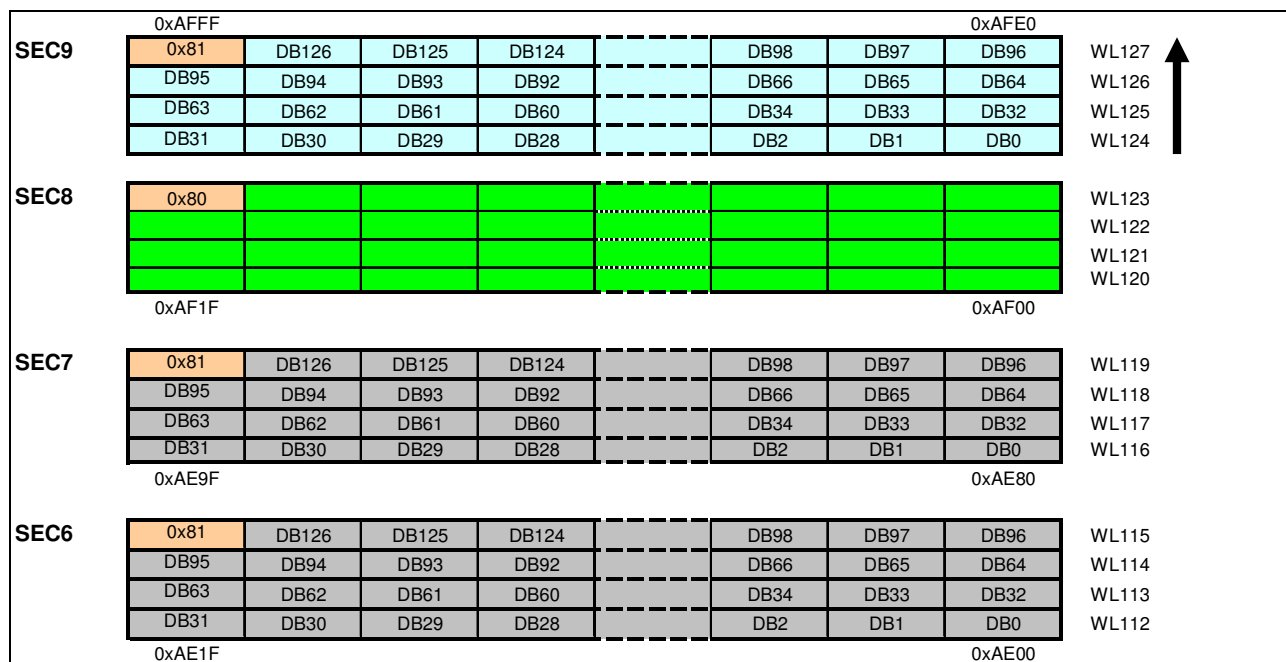 0xAFFF 0xAFE0
SEC9 0x81 DB126 DB125 DB124 DB98 DB97 DB96 WL127
DB95 DB94 DB93 DB92 DB66 DB65 DB64 WL126
DB63 DB62 DB61 DB60 DB34 DB33 DB32 WL125
DB31 DB30 DB29 DB28 DB2 DB1 DB0 WL124
SEC8 0x80 WL123
WL122
WL121
WL120
0xAF1F 0xAF00
SEC7 0x81 DB126 DB125 DB124 DB98 DB97 DB96 WL119
DB95 DB94 DB93 DB92 DB66 DB65 DB64 WL118
DB63 DB62 DB61 DB60 DB34 DB33 DB32 WL117
DB31 DB30 DB29 DB28 DB2 DB1 DB0 WL116
0xAE9F 0xAE80
SEC6 0x81 DB126 DB125 DB124 DB98 DB97 DB96 WL115
DB95 DB94 DB93 DB92 DB66 DB65 DB64 WL114
DB63 DB62 DB61 DB60 DB34 DB33 DB32 WL113
DB31 DB30 DB29 DB28 DB2 DB1 DB0 WL112
0xAE1F 0xAE00